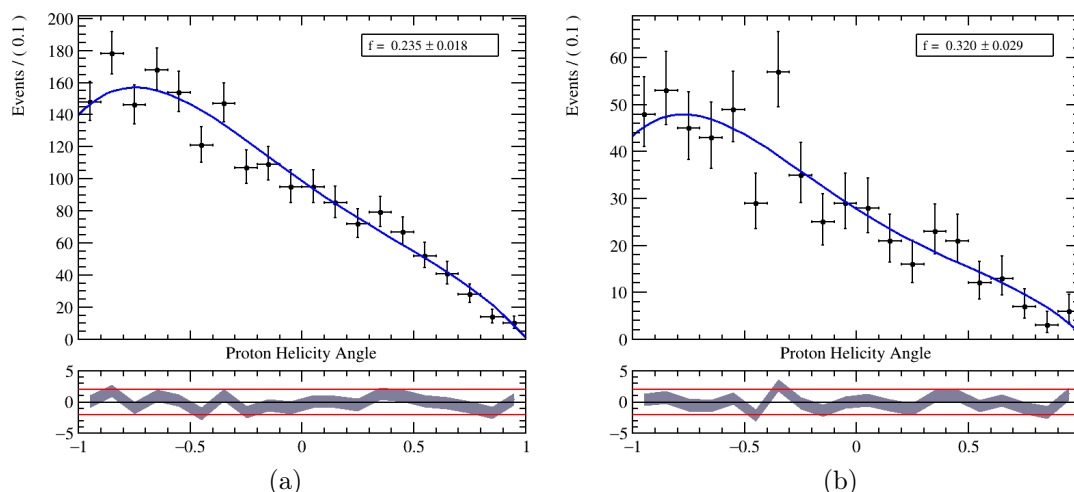 Events / ( 0.1 )
200
180
160
140
120
100
80
60
40
20
0
f = 0.235 ± 0.018
Proton Helicity Angle
5
0
−5
−1 −0.5 0 0.5 1
(a)
Events / ( 0.1 )
60
50
40
30
20
10
0
f = 0.320 ± 0.029
Proton Helicity Angle
5
0
−5
−1 −0.5 0 0.5
(b)